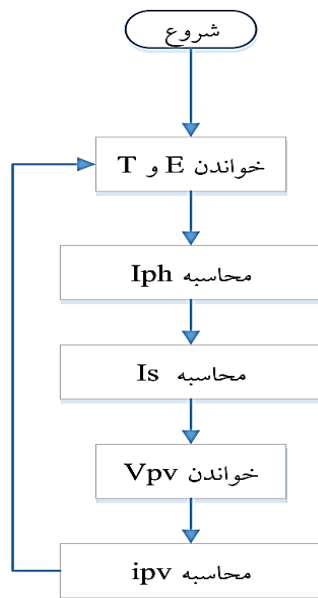 شروع
خواندن E و T
محاسبه Iph
محاسبه Is
خواندن Vpv
محاسبه ipv